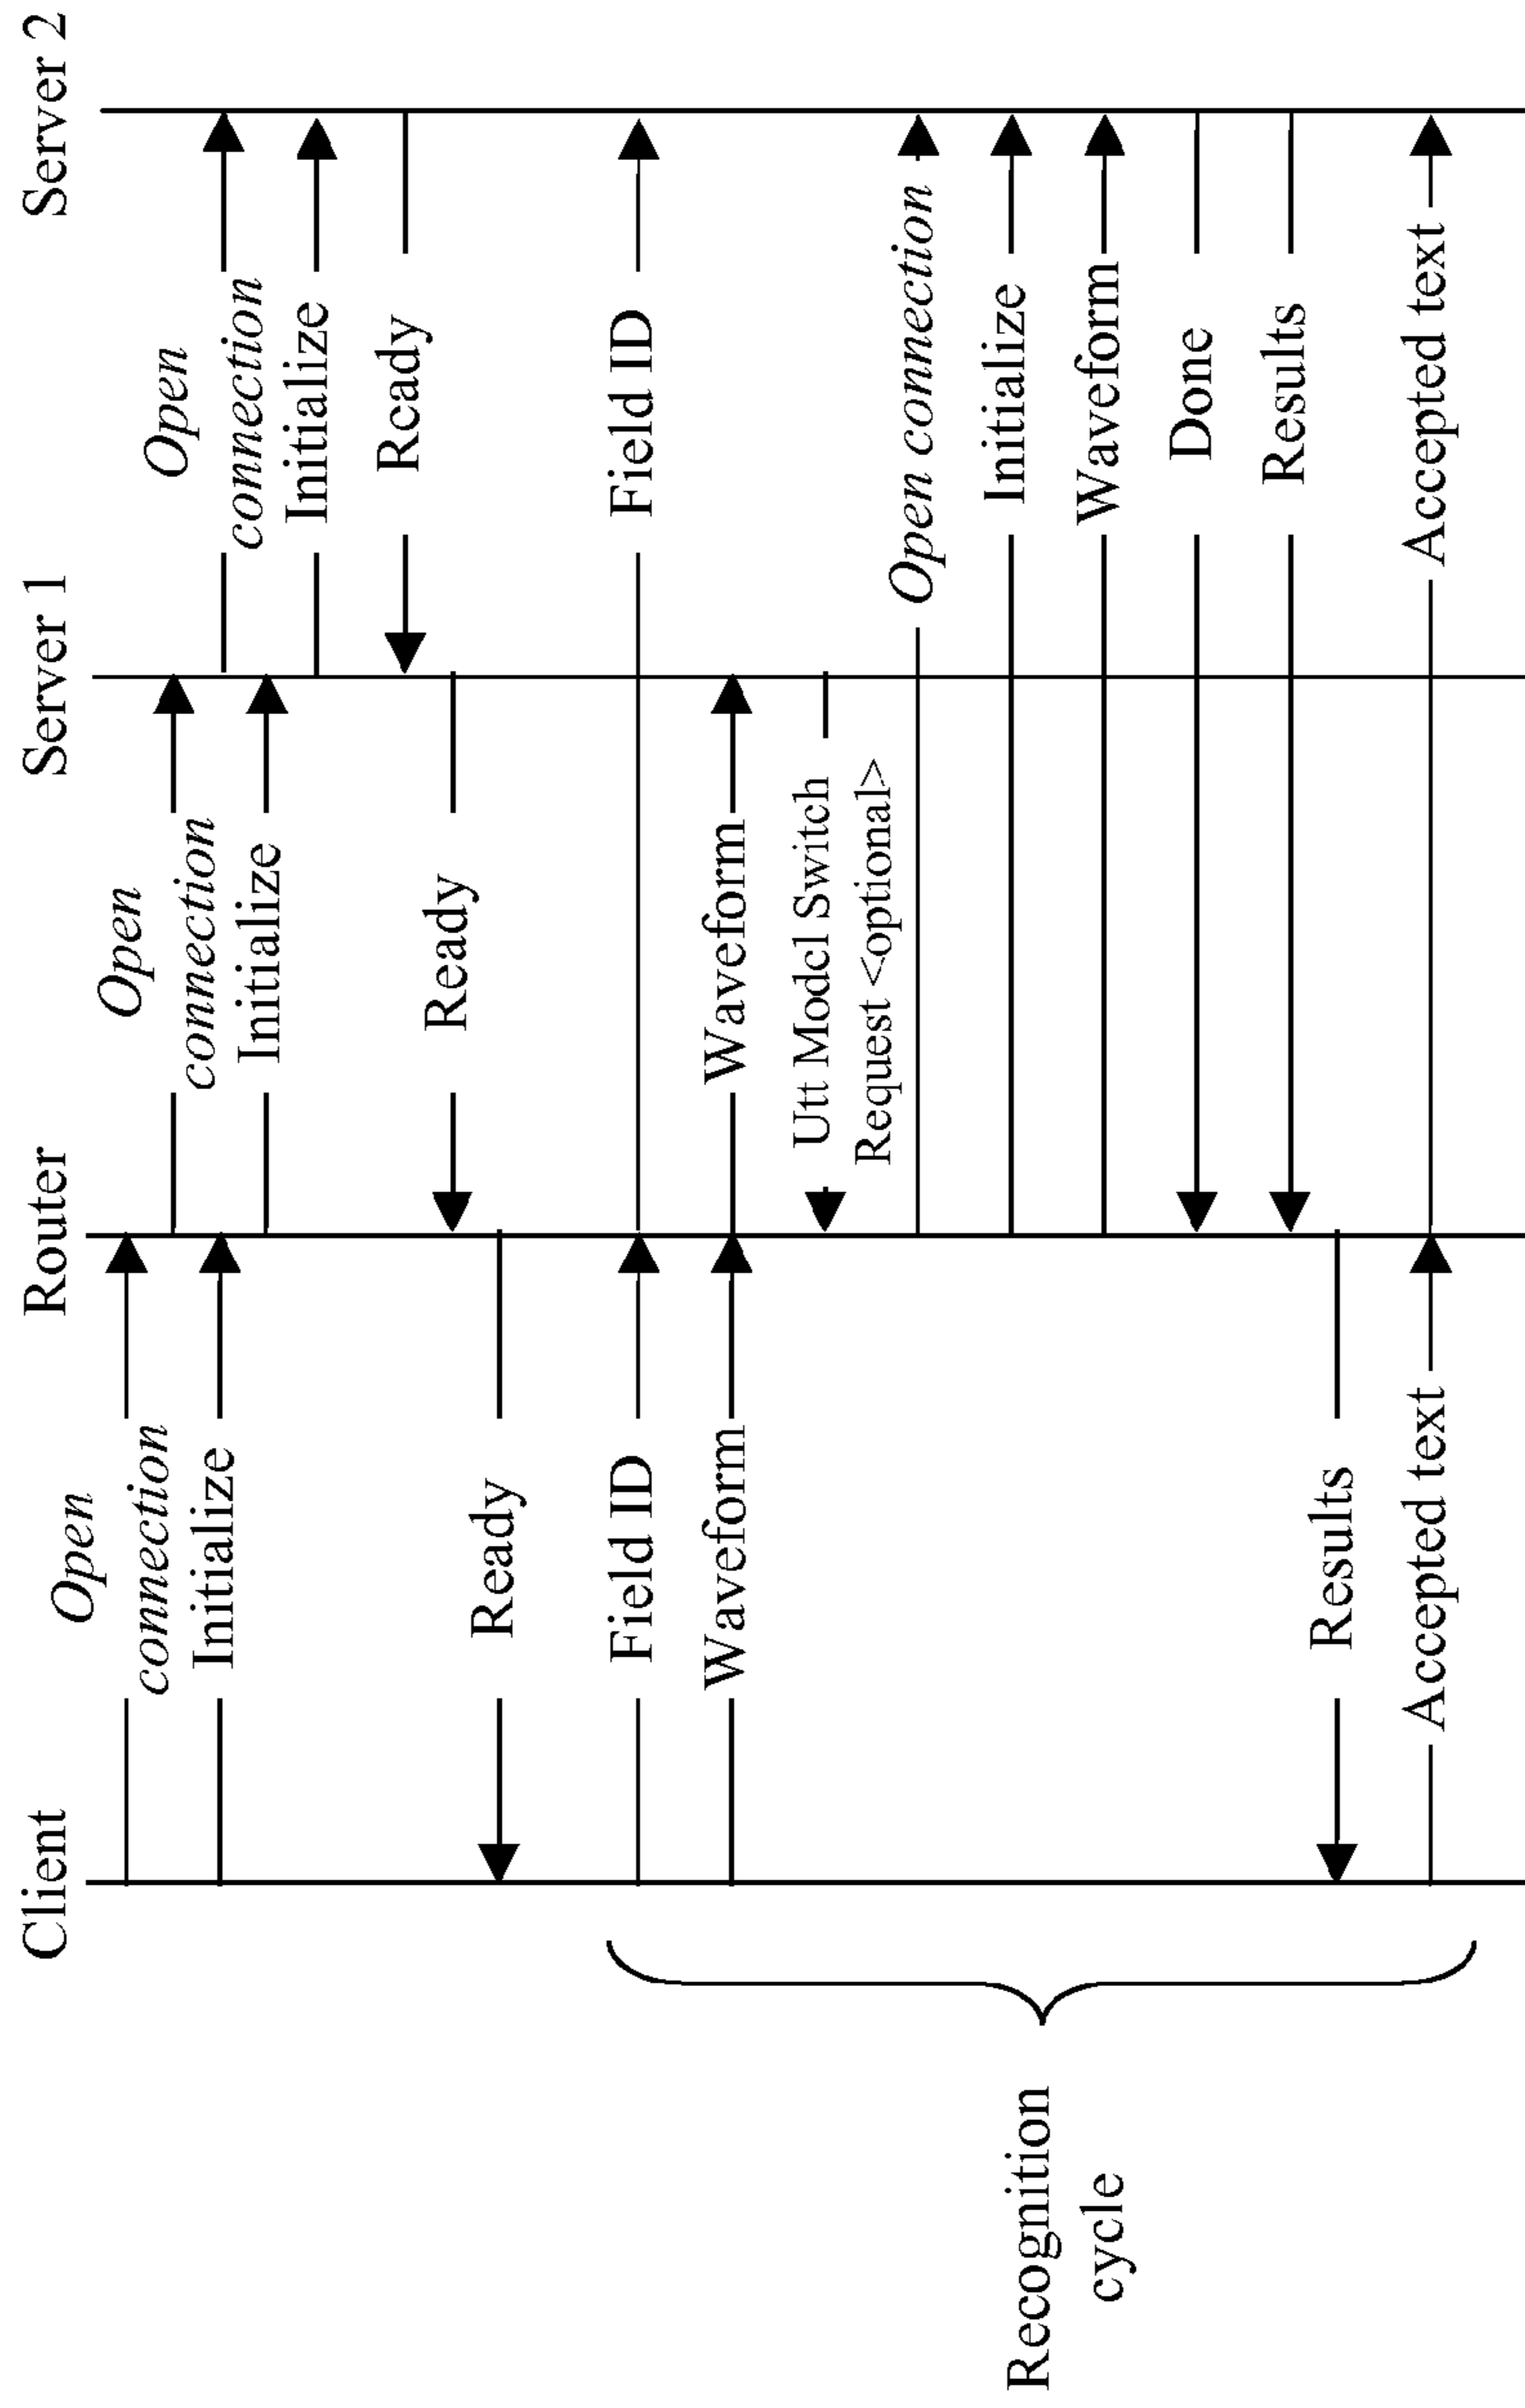 Client
Router
Server 1
Server 2
Open
connection
Open
connection
Open
connection
Initialize
Initialize
Initialize
Ready
Ready
Ready
Field ID
Field ID
Waveform
Waveform
Utt Model Switch
Request <optional>
Open connection
Initialize
Waveform
Done
Results
Results
Accepted text
Accepted text
Recognition
cycle